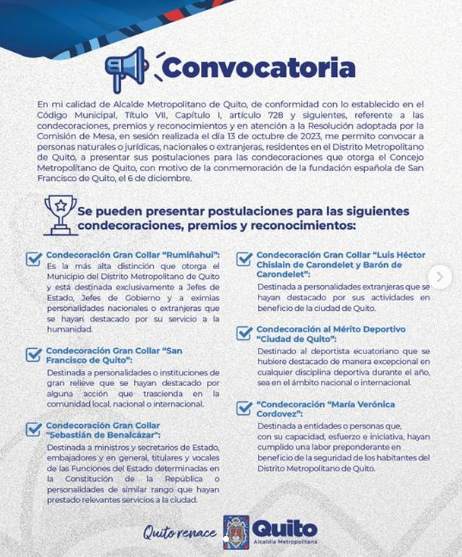 Convocatoria
En mi calidad de Alcalde Metropolitano de Quito, de conformidad con lo establecido en el
Código Municipal, Título VII, Capítulo I, artículo 728 y siguientes, referente a las
condecoraciones, premios y reconocimientos y en atención a la Resolución adoptada por la
Comisión de Mesa, en sesión realizada el día 13 de octubre de 2023, me permito convocar a
personas naturales o jurídicas, nacionales o extranjeras, residentes en el Distrito Metropolitano
de Quito, a presentar sus postulaciones para las condecoraciones que otorga el Concejo
Metropolitano de Quito, con motivo de la conmemoración de la fundación española de San
Francisco de Quito, el 6 de diciembre.
Se pueden presentar postulaciones para las siguientes
condecoraciones, premios y reconocimientos:
Condecoración Gran Collar “Rumiñahui”:
Es la más alta distinción que otorga el
Municipio del Distrito Metropolitano de Quito
y está destinada exclusivamente a Jefes de
Estado, Jefes de Gobierno y a eximias
personalidades nacionales o extranjeras que
se hayan destacado por su servicio a la
humanidad.
Condecoración Gran Collar “San
Francisco de Quito”:
Destinada a personalidades o instituciones de
gran relieve que se hayan destacado por
alguna acción que trascienda en la
comunidad local, nacional o internacional.
Condecoración Gran Collar
“Sebastián de Benalcázar”:
Destinada a ministros y secretarios de Estado,
embajadores y en general, titulares y vocales
de las Funciones del Estado determinadas en
la Constitución de la República o
personalidades de similar rango que hayan
prestado relevantes servicios a la ciudad.
Condecoración Gran Collar “Luis Héctor
Chislain de Carondelet y Barón de
Carondelet”:
Destinada a personalidades extranjeras que se
hayan destacado por sus actividades en
beneficio de la ciudad de Quito.
Condecoración al Mérito Deportivo
“Ciudad de Quito”:
Destinado al deportista ecuatoriano que se
hubiere destacado de manera excepcional en
cualquier disciplina deportiva durante el año,
sea en el ámbito nacional o internacional.
“Condecoración “María Verónica
Cordovez”:
Destinada a entidades o personas que,
con su capacidad, esfuerzo e iniciativa, hayan
cumplido una labor preponderante en
beneficio de la seguridad de los habitantes del
Distrito Metropolitano de Quito.
Quito renace
Quito
Alcaldía Metropolitana